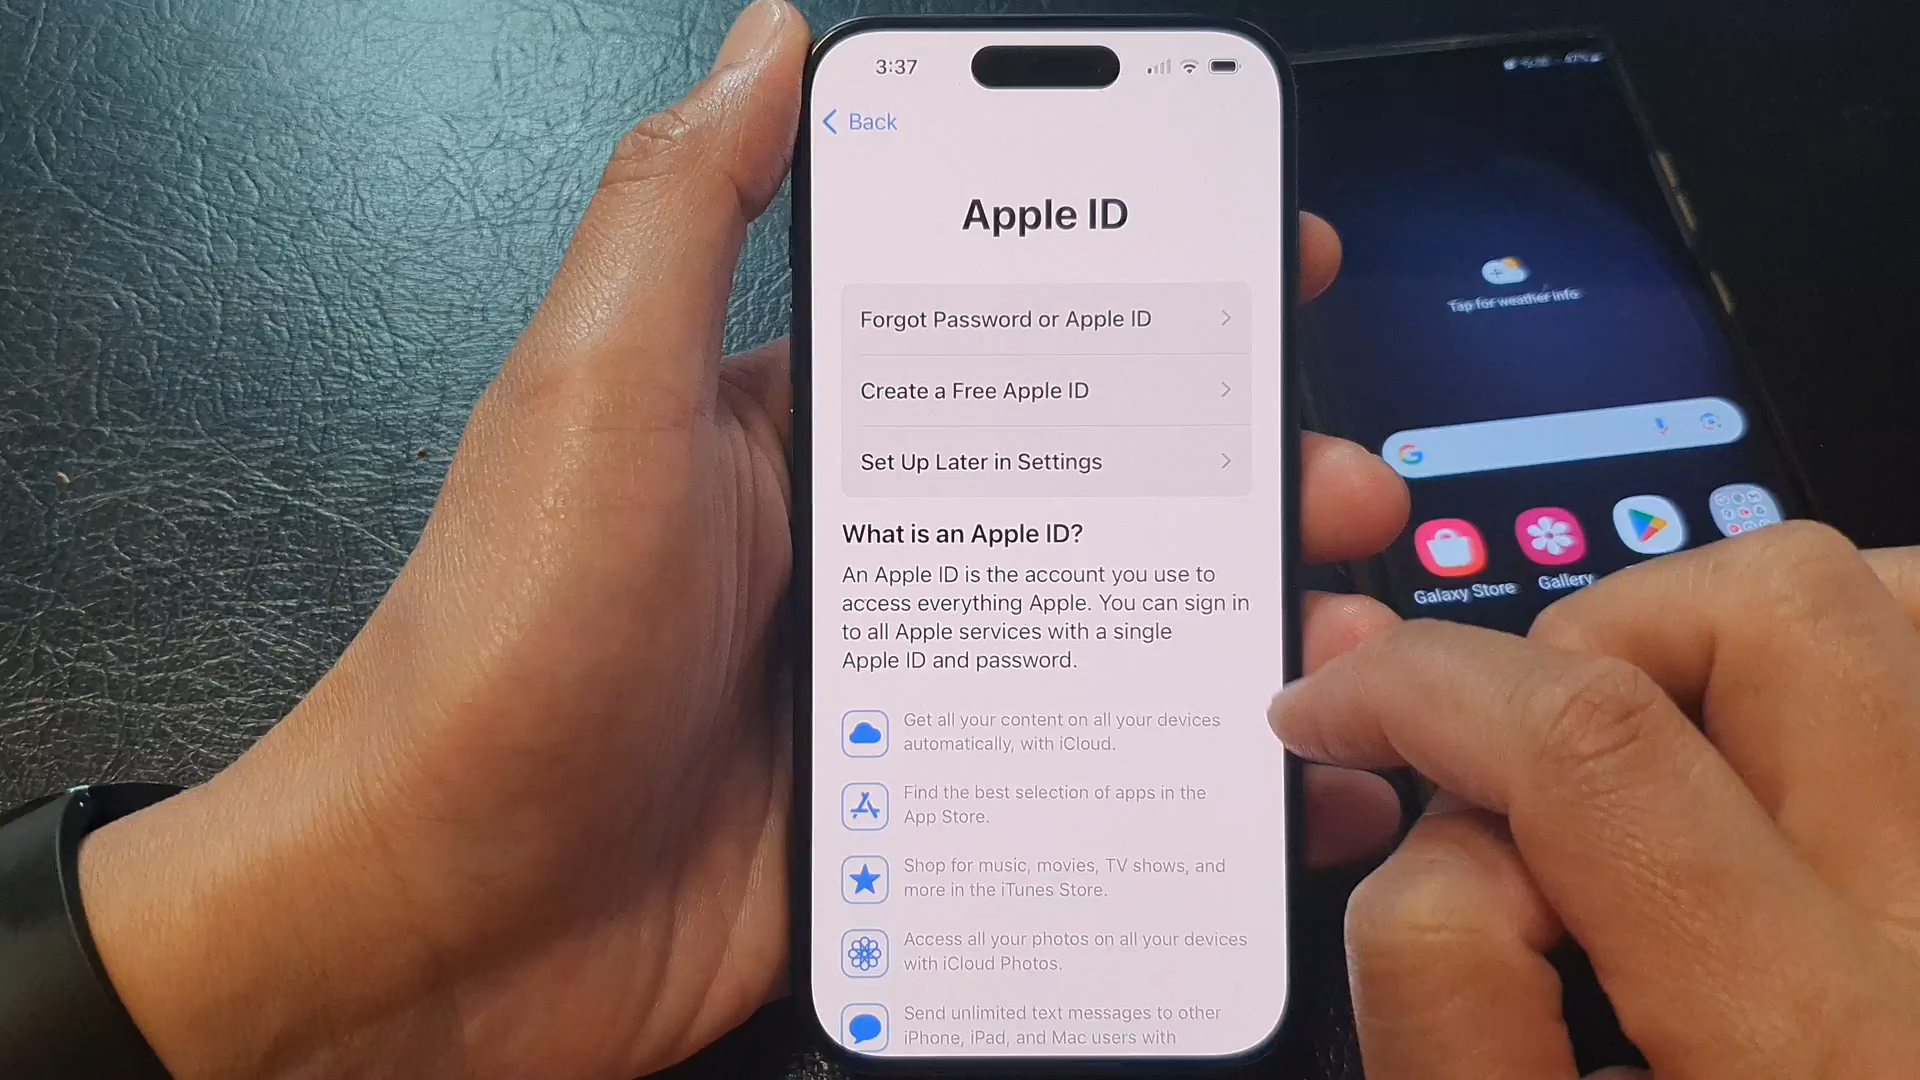 3:37
Back
Apple ID
Forgot Password or Apple ID
Create a Free Apple ID
Set Up Later in Settings
What is an Apple ID?
An Apple ID is the account you use to
access everything Apple. You can sign in
to all Apple services with a single
Apple ID and password.
Get all your content on all your devices
automatically, with iCloud.
Find the best selection of apps in the
App Store.
Shop for music, movies, TV shows, and
more in the iTunes Store.
Access all your photos on all your devices
with iCloud Photos.
Send unlimited text messages to other
iPhone, iPad, and Mac users with
Tap for weather info
G
Galaxy Store
Gallery